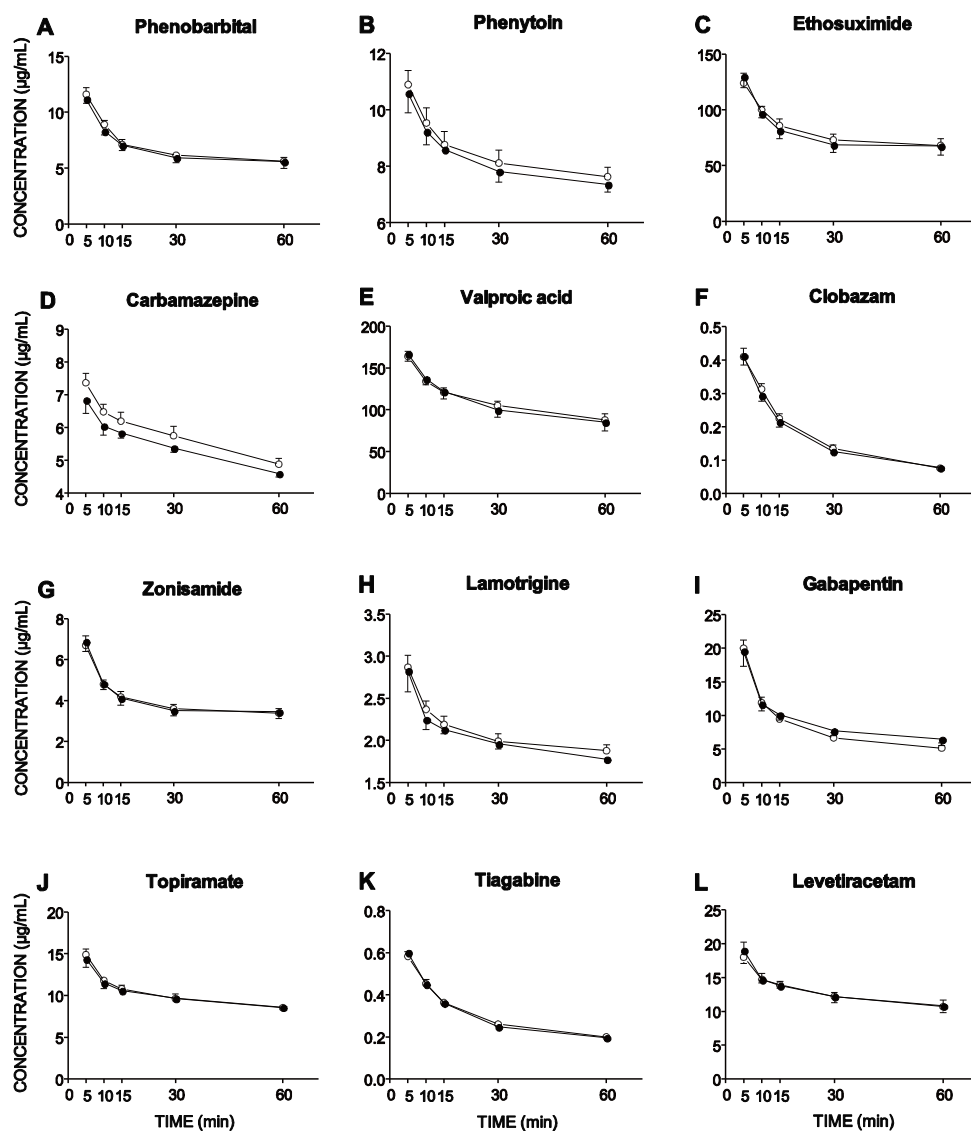 A Phenobarbital
CONCENTRATION (µg/mL)
15
10
5
0
0 5 10 15 30 60
B Phenytoin
12
10
8
6
0 5 10 15 30 60
C Ethosuximide
150
100
50
0
0 5 10 15 30 60
D Carbamazepine
CONCENTRATION (µg/mL)
9
8
7
6
5
4
0 5 10 15 30 60
E Valproic acid
200
150
100
50
0
0 5 10 15 30 60
F Clobazam
0.5
0.4
0.3
0.2
0.1
0.0
0 5 10 15 30 60
G Zonisamide
CONCENTRATION (µg/mL)
8
6
4
2
0
0 5 10 15 30 60
H Lamotrigine
3.5
3.0
2.5
2.0
1.5
0 5 10 15 30 60
I Gabapentin
25
20
15
10
5
0
0 5 10 15 30 60
J Topiramate
CONCENTRATION (µg/mL)
20
15
10
5
0
0 5 10 15 30 60
TIME (min)
K Tiagabine
0.8
0.6
0.4
0.2
0.0
0 5 10 15 30 60
TIME (min)
L Levetiracetam
25
20
15
10
5
0
0 5 10 15 30 60
TIME (min)